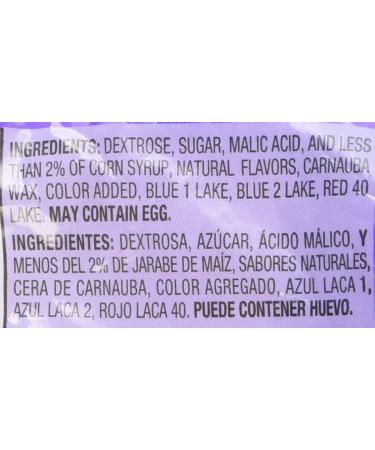 INGREDIENTS: DEXTROSE, SUGAR, MALIC ACID, AND LESS
THAN 2% OF CORN SYRUP, NATURAL FLAVORS, CARNAUBA
WAX, COLOR ADDED, BLUE 1 LAKE, BLUE 2 LAKE, RED 40
LAKE. MAY CONTAIN EGG.
INGREDIENTES: DEXTROSA, AZÚCAR, ÁCIDO MÁLICO, Y
MENOS DEL 2% DE JARABE DE MAÍZ, SABORES NATURALES,
CERA DE CARNAUBA, COLOR AGREGADO, AZUL LACA 1,
AZUL LACA 2, ROJO LACA 40. PUEDE CONTENER HUEVO.